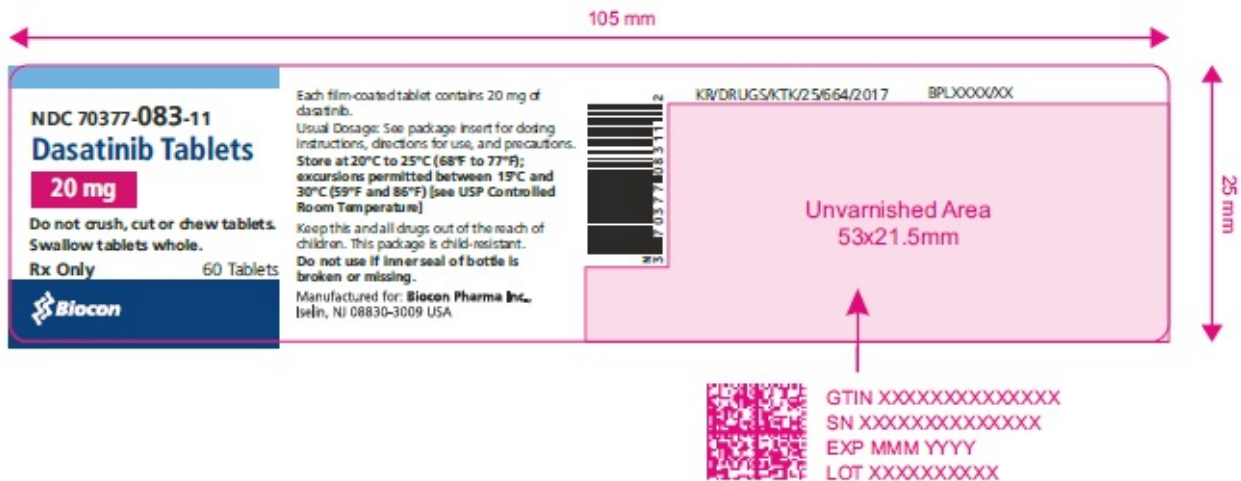 105 mm
NDC 70377-083-11
Dasatinib Tablets
20 mg
Do not crush, cut or chew tablets.
Swallow tablets whole.
Rx Only 60 Tablets
Biocon
Each film-coated tablet contains 20 mg of
dasatinib.
Usual Dosage: See package insert for dosing
instructions, directions for use, and precautions.
Store at 20°C to 25°C (68°F to 77°F);
excursions permitted between 15°C and
30°C (59°F and 86°F) [see USP Controlled
Room Temperature]
Keep this and all drugs out of the reach of
children. This package is child-resistant.
Do not use if inner seal of bottle is
broken or missing.
Manufactured for: Biocon Pharma Inc.,
Iselin, NJ 08830-3009 USA
N
3 70377 08311 2
KR/DRUGS/KTK/25/664/2017 BPLXXXX/XX
Unvarnished Area
53x21.5mm
25 mm
GTIN XXXXXXXXXXXXXX
SN XXXXXXXXXXXXXX
EXP MMM YYYY
LOT XXXXXXXXXX